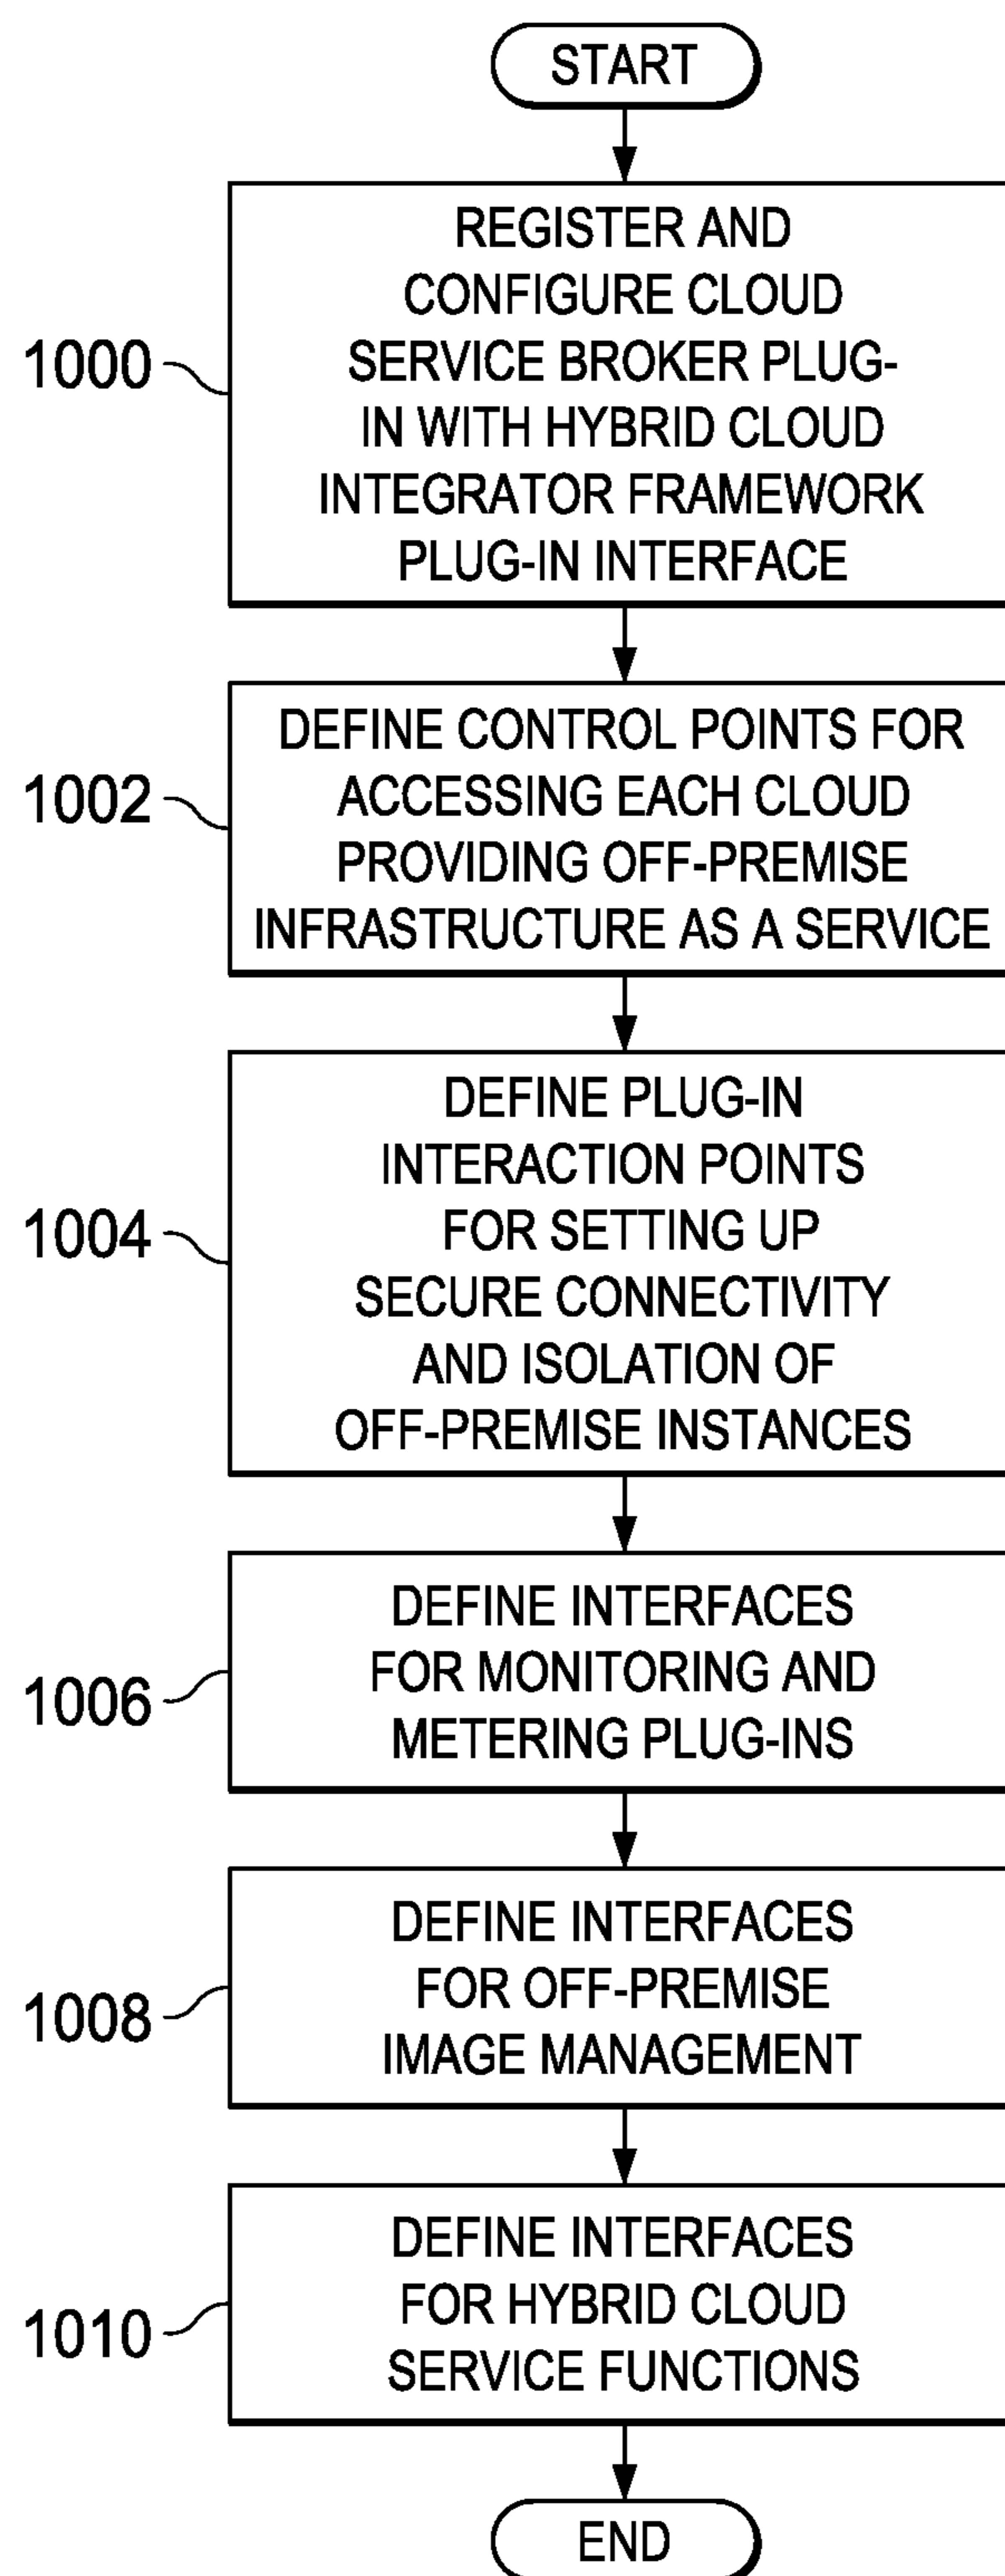 START
REGISTER AND
CONFIGURE CLOUD
SERVICE BROKER PLUG-
IN WITH HYBRID CLOUD
INTEGRATOR FRAMEWORK
PLUG-IN INTERFACE
1000
DEFINE CONTROL POINTS FOR
ACCESSING EACH CLOUD
PROVIDING OFF-PREMISE
INFRASTRUCTURE AS A SERVICE
1002
DEFINE PLUG-IN
INTERACTION POINTS
FOR SETTING UP
SECURE CONNECTIVITY
AND ISOLATION OF
OFF-PREMISE INSTANCES
1004
DEFINE INTERFACES
FOR MONITORING AND
METERING PLUG-INS
1006
DEFINE INTERFACES
FOR OFF-PREMISE
IMAGE MANAGEMENT
1008
DEFINE INTERFACES
FOR HYBRID CLOUD
SERVICE FUNCTIONS
1010
END